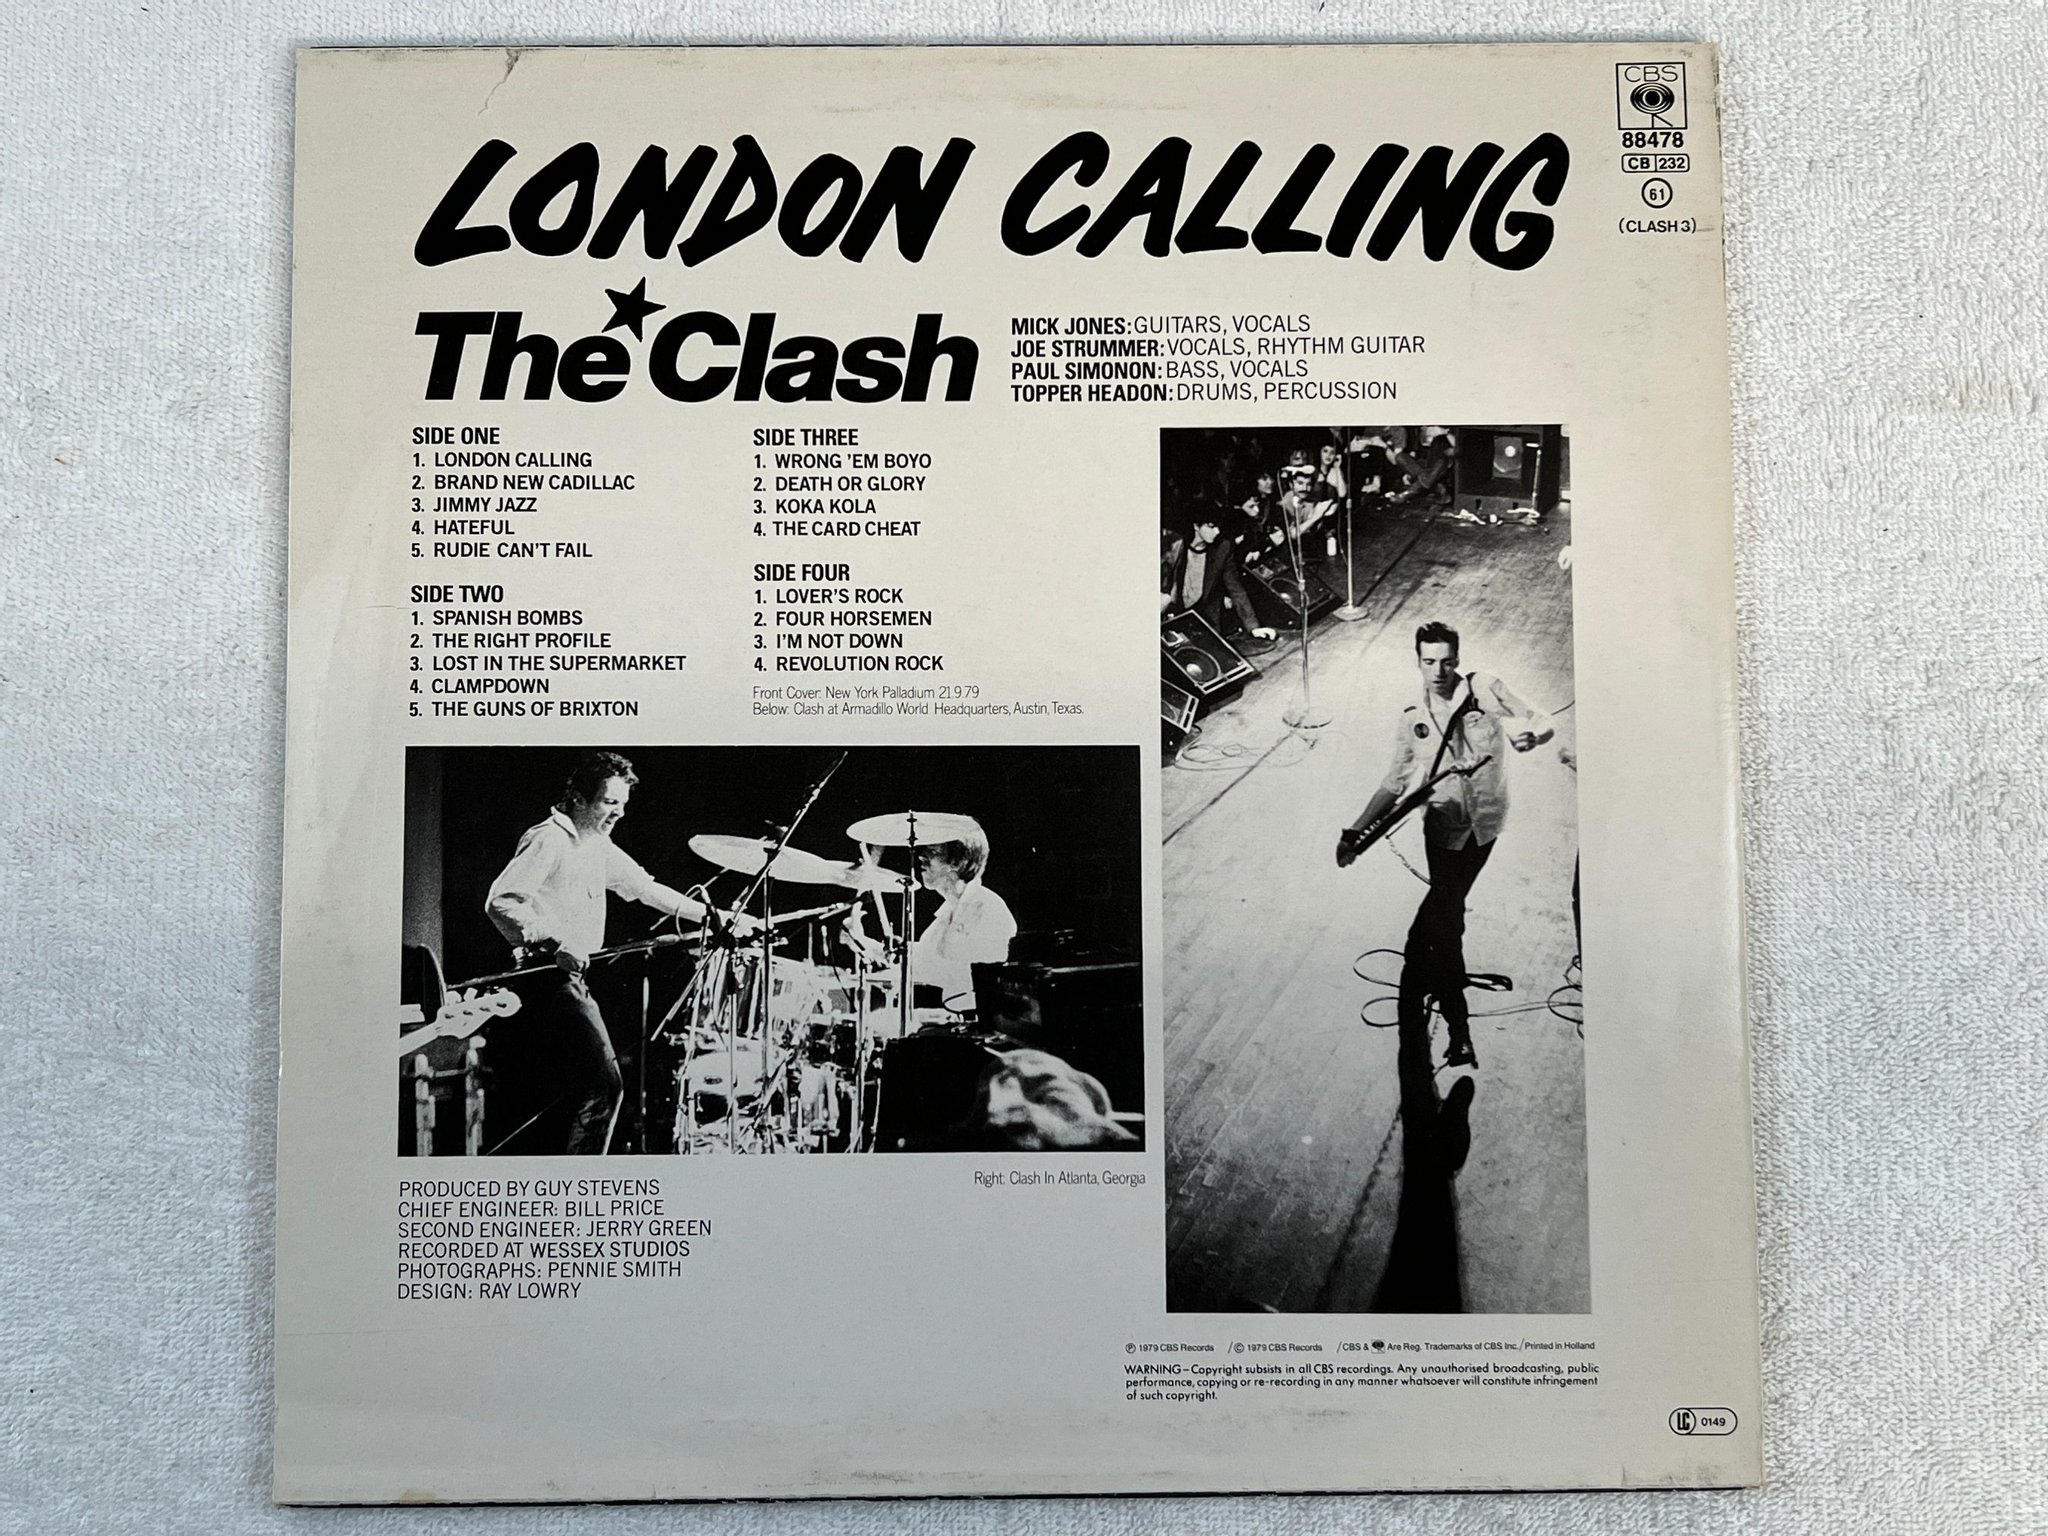 CBS
88478
CB 232
61
(CLASH 3)
LONDON CALLING
The Clash
MICK JONES: GUITARS, VOCALS
JOE STRUMMER: VOCALS, RHYTHM GUITAR
PAUL SIMONON: BASS, VOCALS
TOPPER HEADON: DRUMS, PERCUSSION
SIDE ONE
1. LONDON CALLING
2. BRAND NEW CADILLAC
3. JIMMY JAZZ
4. HATEFUL
5. RUDIE CAN'T FAIL
SIDE TWO
1. SPANISH BOMBS
2. THE RIGHT PROFILE
3. LOST IN THE SUPERMARKET
4. CLAMPDOWN
5. THE GUNS OF BRIXTON
SIDE THREE
1. WRONG 'EM BOYO
2. DEATH OR GLORY
3. KOKA KOLA
4. THE CARD CHEAT
SIDE FOUR
1. LOVER'S ROCK
2. FOUR HORSEMEN
3. I'M NOT DOWN
4. REVOLUTION ROCK
Front Cover: New York Palladium 21.9.79
Below: Clash at Armadillo World Headquarters, Austin, Texas.
Right: Clash In Atlanta, Georgia
PRODUCED BY GUY STEVENS
CHIEF ENGINEER: BILL PRICE
SECOND ENGINEER: JERRY GREEN
RECORDED AT WESSEX STUDIOS
PHOTOGRAPHS: PENNIE SMITH
DESIGN: RAY LOWRY
℗ 1979 CBS Records / © 1979 CBS Records / CBS & Are Reg. Trademarks of CBS Inc. / Printed in Holland
WARNING – Copyright subsists in all CBS recordings. Any unauthorised broadcasting, public
performance, copying or re-recording in any manner whatsoever will constitute infringement
of such copyright.
LC 0149